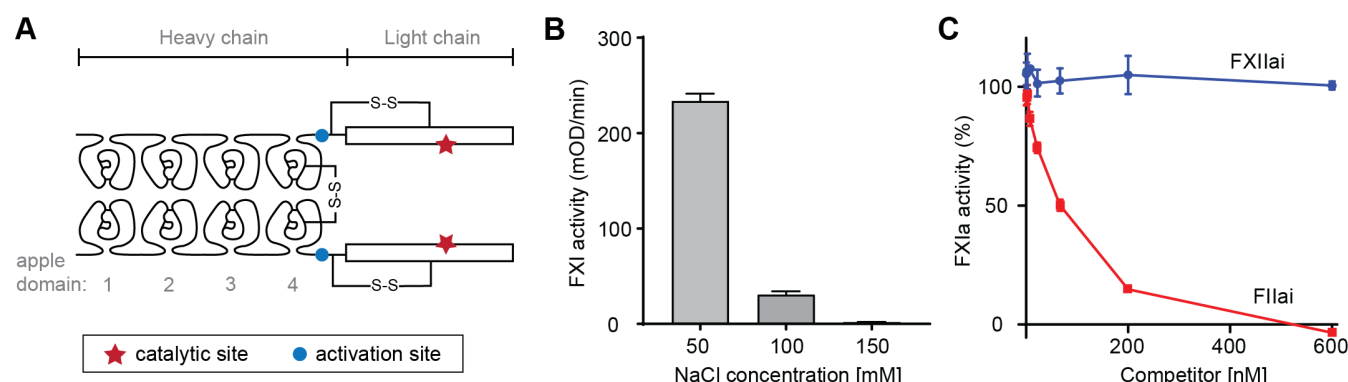 A
Heavy chain
Light chain
S-S
S-S
S-S
apple
domain:
1
2
3
4
catalytic site
activation site
B
FXI activity (mOD/min)
300
200
100
0
50
100
150
NaCl concentration [mM]
C
FXIa activity (%)
100
50
0
FXIIai
FIIai
200
400
600
Competitor [nM]